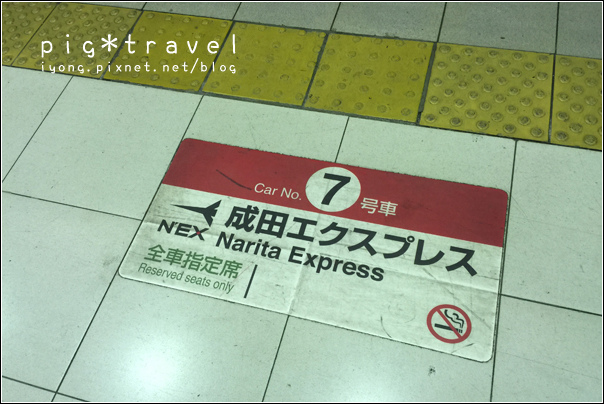 pig*travel
iyong.pixnet.net/blog
Car No. 7 号車
成田エクスプレス
NEX Narita Express
全車指定席
Reserved seats only